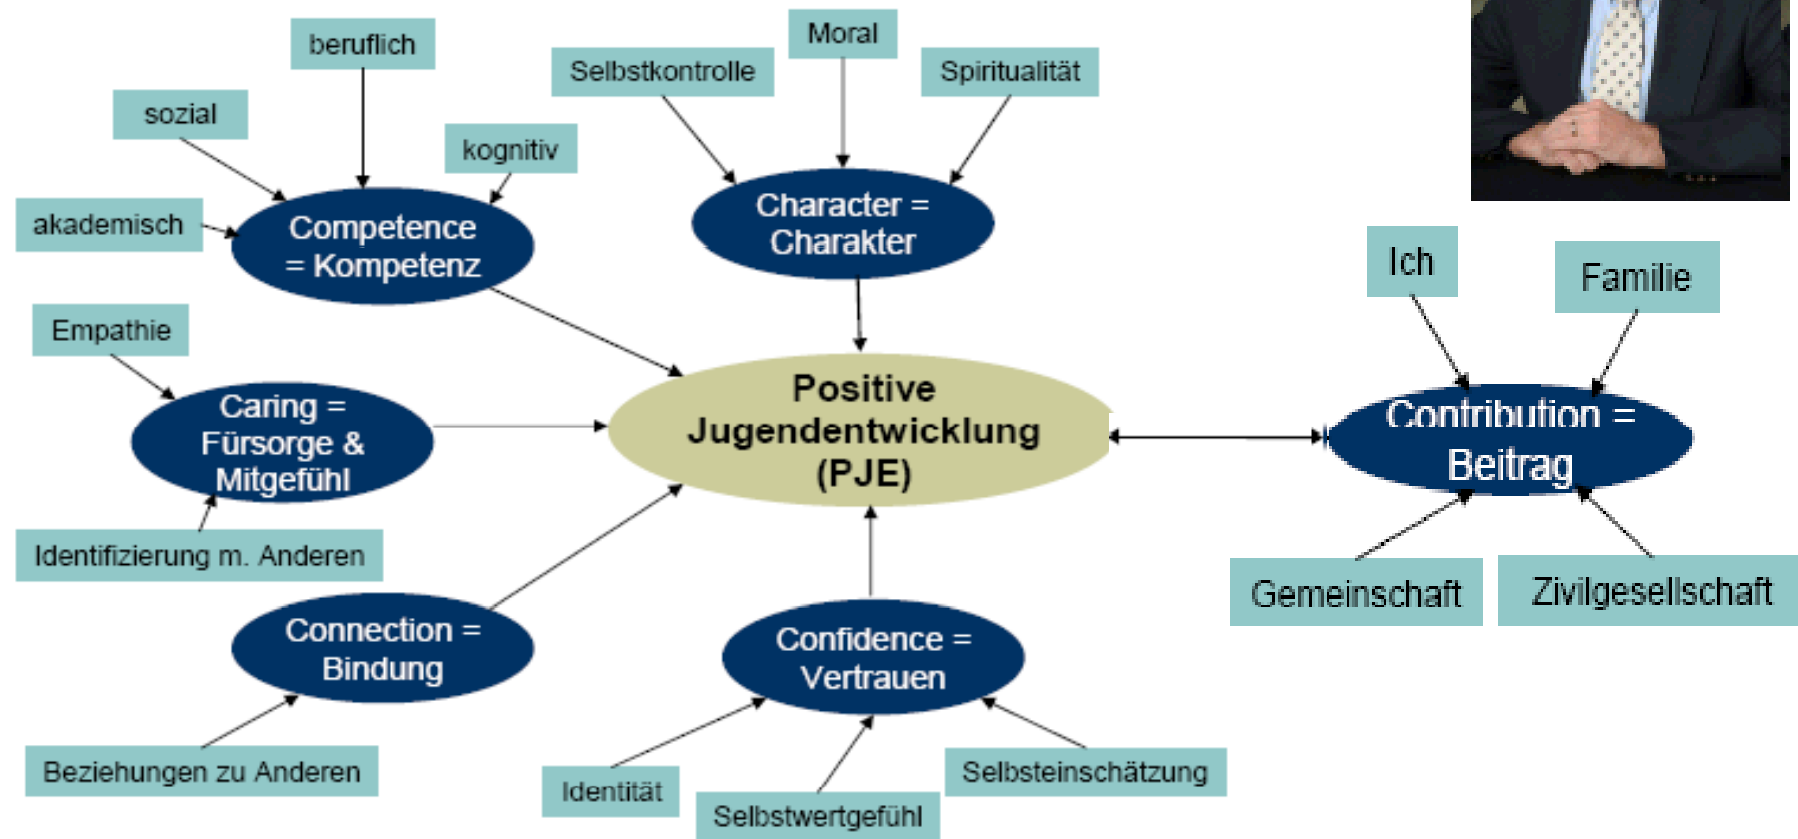 beruflich
Moral
Selbstkontrolle
Spiritualität
sozial
kognitiv
akademisch
Competence
= Kompetenz
Character =
Charakter
Ich
Familie
Empathie
Caring =
Fürsorge &
Mitgefühl
Positive
Jugendentwicklung
(PJE)
Contribution =
Beitrag
Identifizierung m. Anderen
Gemeinschaft
Zivilgesellschaft
Connection =
Bindung
Confidence =
Vertrauen
Beziehungen zu Anderen
Identität
Selbstwertgefühl
Selbsteinschätzung